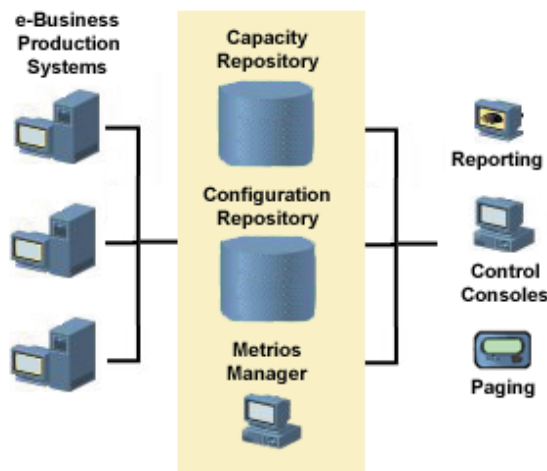 e-Business
Production
Systems
Capacity
Repository
Configuration
Repository
Metrios
Manager
Reporting
Control
Consoles
Paging